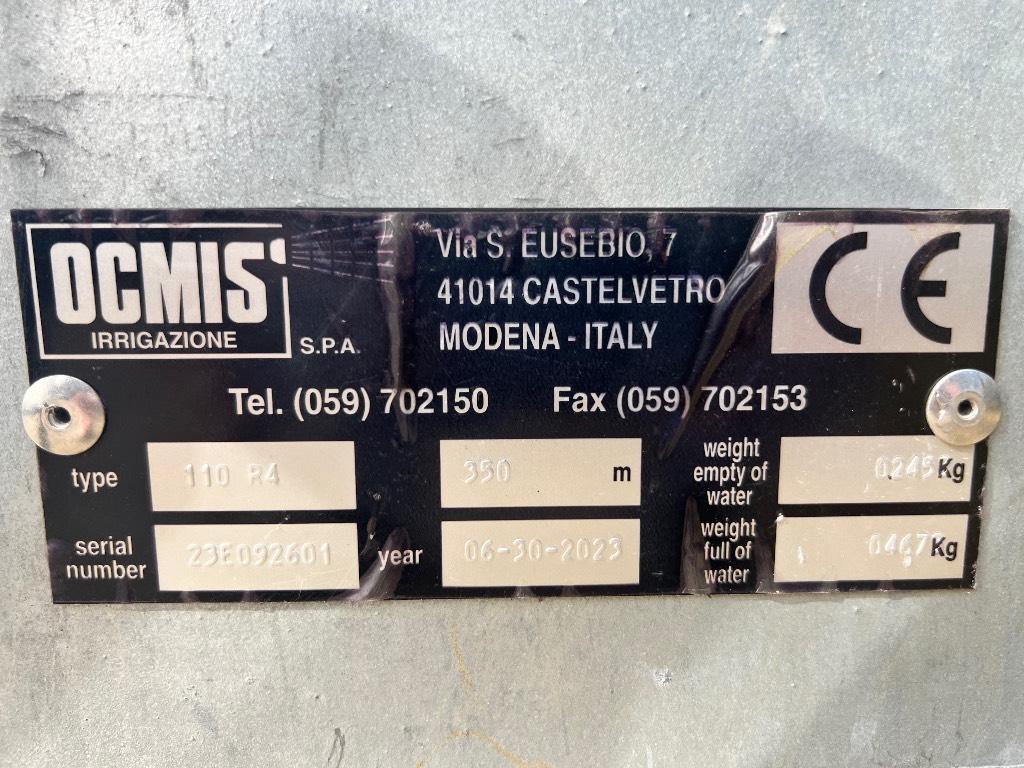 OCMIS
IRRIGAZIONE
S.P.A.
Via S. EUSEBIO, 7
41014 CASTELVETRO
MODENA - ITALY
CE
Tel. (059) 702150 Fax (059) 702153
type 110 R4 350 m weight empty of water Kg
serial number 23E092601 year 06-30-2023 weight full of water Kg